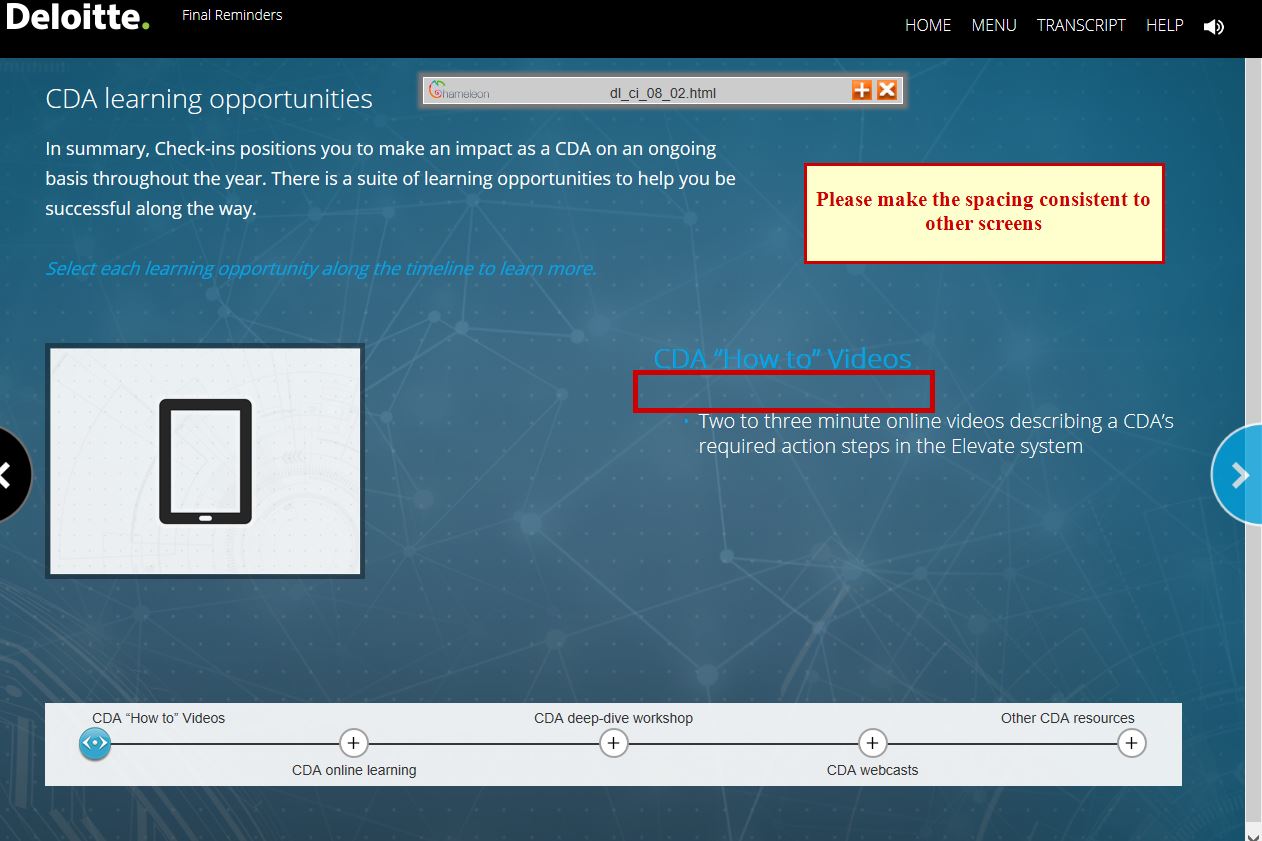 Deloitte.
Final Reminders
HOME MENU TRANSCRIPT HELP
CDA learning opportunities
Chameleon
dl_ci_08_02.html
In summary, Check-ins positions you to make an impact as a CDA on an ongoing
basis throughout the year. There is a suite of learning opportunities to help you be
successful along the way.
Please make the spacing consistent to
other screens
Select each learning opportunity along the timeline to learn more.
CDA “How to” Videos
· Two to three minute online videos describing a CDA’s
required action steps in the Elevate system
CDA “How to” Videos
CDA deep-dive workshop
Other CDA resources
CDA online learning
CDA webcasts